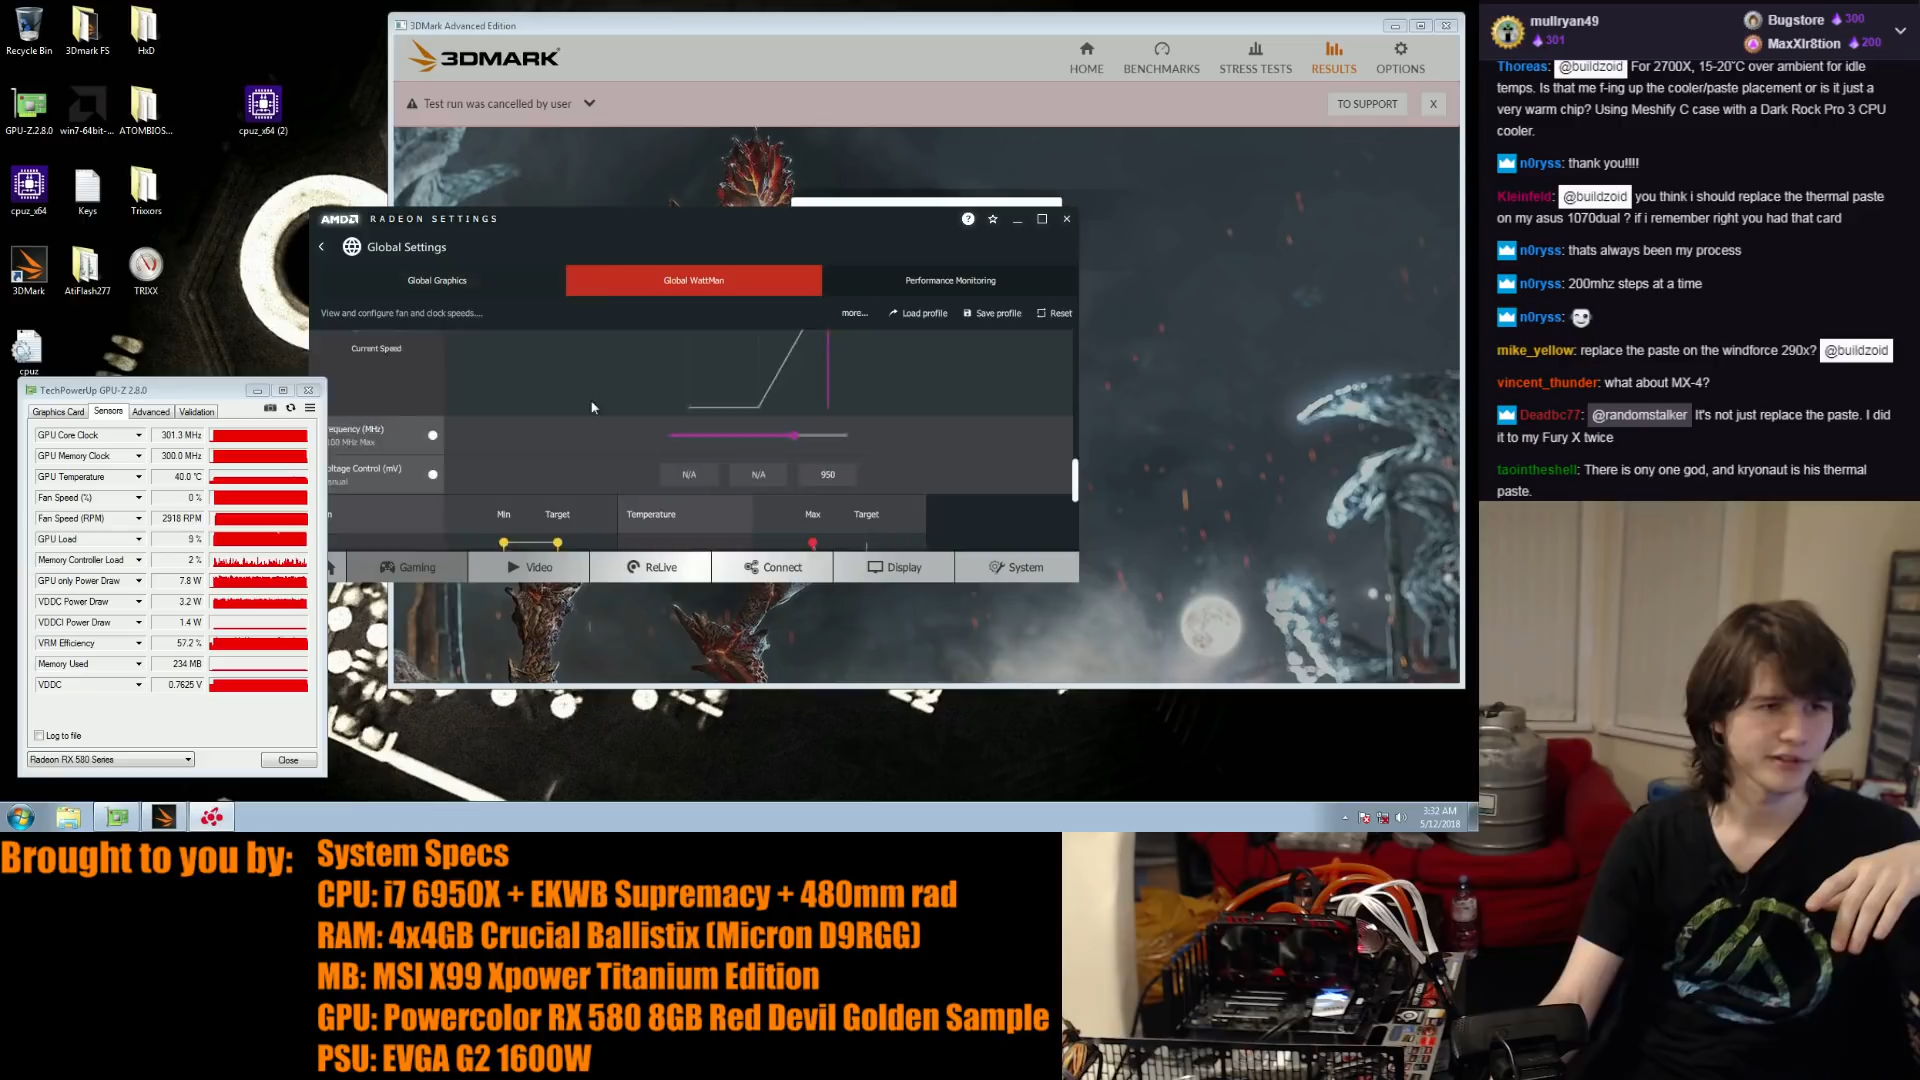 Recycle Bin
3Dmark FS
HxD
GPU-Z.2.8.0
win7-64bit-...
ATOMBIOS...
cpuz_x64 (2)
cpuz_x64
Keys
Trixxors
3DMark
AtiFlash277
TRIXX
cpuz
3DMark Advanced Edition
3DMARK
HOME
BENCHMARKS
STRESS TESTS
RESULTS
OPTIONS
Test run was cancelled by user
TO SUPPORT
X
AMD RADEON SETTINGS
Global Settings
Global Graphics
Global WattMan
Performance Monitoring
View and configure fan and clock speeds....
more...
Load profile
Save profile
Reset
Current Speed
requency (MHz)
100 MHz Max
oltage Control (mV)
anual
N/A
N/A
950
Min
Target
Temperature
Max
Target
Gaming
Video
ReLive
Connect
Display
System
TechPowerUp GPU-Z 2.8.0
Graphics Card
Sensors
Advanced
Validation
GPU Core Clock 301.3 MHz
GPU Memory Clock 300.0 MHz
GPU Temperature 40.0 °C
Fan Speed (%) 0 %
Fan Speed (RPM) 2918 RPM
GPU Load 9 %
Memory Controller Load 2 %
GPU only Power Draw 7.8 W
VDDC Power Draw 3.2 W
VDDCI Power Draw 1.4 W
VRM Efficiency 57.2 %
Memory Used 234 MB
VDDC 0.7625 V
Log to file
Radeon RX 580 Series
Close
3:32 AM
5/12/2018
mullryan49
301
Bugstore 300
MaxXlr8tion 200
Thoreas: @buildzoid For 2700X, 15-20°C over ambient for idle
temps. Is that me f-ing up the cooler/paste placement or is it just a
very warm chip? Using Meshify C case with a Dark Rock Pro 3 CPU
cooler.
n0ryss: thank you!!!!
Kleinfeld: @buildzoid you think i should replace the thermal paste
on my asus 1070dual ? if i remember right you had that card
n0ryss: thats always been my process
n0ryss: 200mhz steps at a time
n0ryss:
mike_yellow: replace the paste on the windforce 290x? @buildzoid
vincent_thunder: what about MX-4?
Deadbc77: @randomstalker It's not just replace the paste. I did
it to my Fury X twice
taointheshell: There is ony one god, and kryonaut is his thermal
paste.
Brought to you by:
System Specs
CPU: i7 6950X + EKWB Supremacy + 480mm rad
RAM: 4x4GB Crucial Ballistix (Micron D9RGG)
MB: MSI X99 Xpower Titanium Edition
GPU: Powercolor RX 580 8GB Red Devil Golden Sample
PSU: EVGA G2 1600W